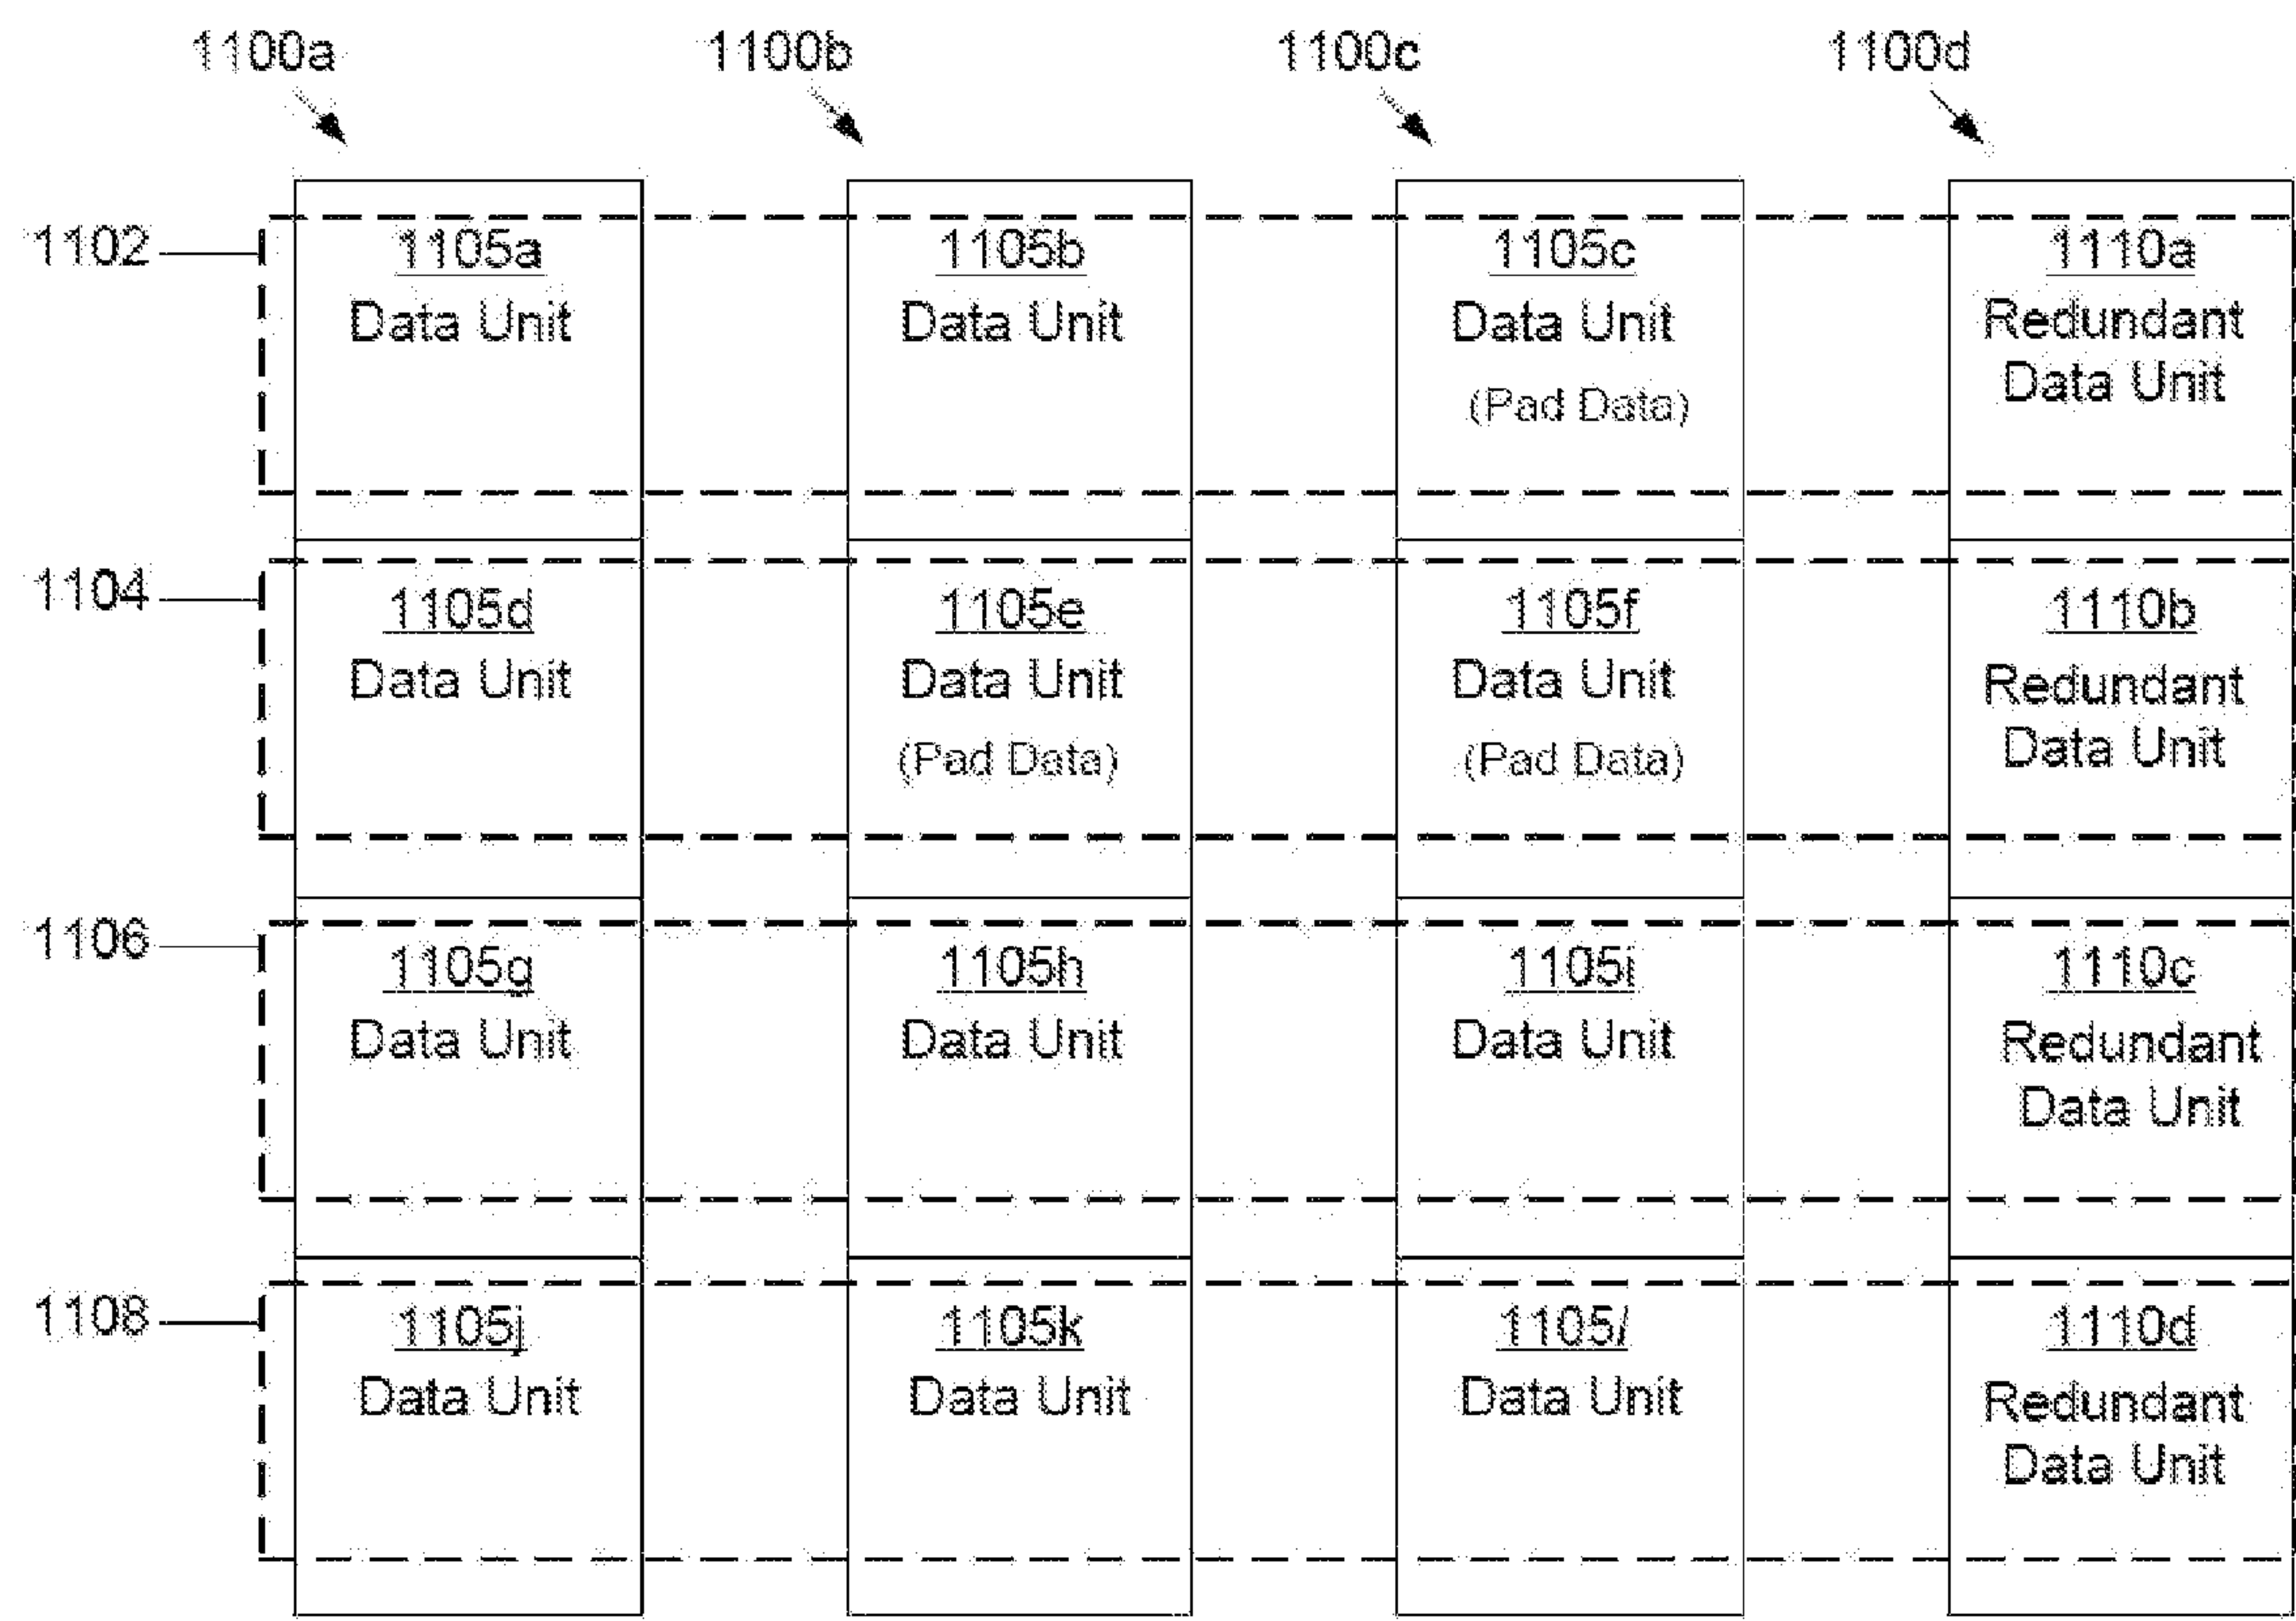 1100a 1100b 1100c 1100d
1102 1105a 1105b 1105c 1110a
Data Unit Data Unit Data Unit Redundant
(Pad Data) Data Unit
1104 1105d 1105e 1105f 1110b
Data Unit Data Unit Data Unit Redundant
(Pad Data) (Pad Data) Data Unit
1106 1105g 1105h 1105i 1110c
Data Unit Data Unit Data Unit Redundant
Data Unit
1108 1105j 1105k 1105l 1110d
Data Unit Data Unit Data Unit Redundant
Data Unit